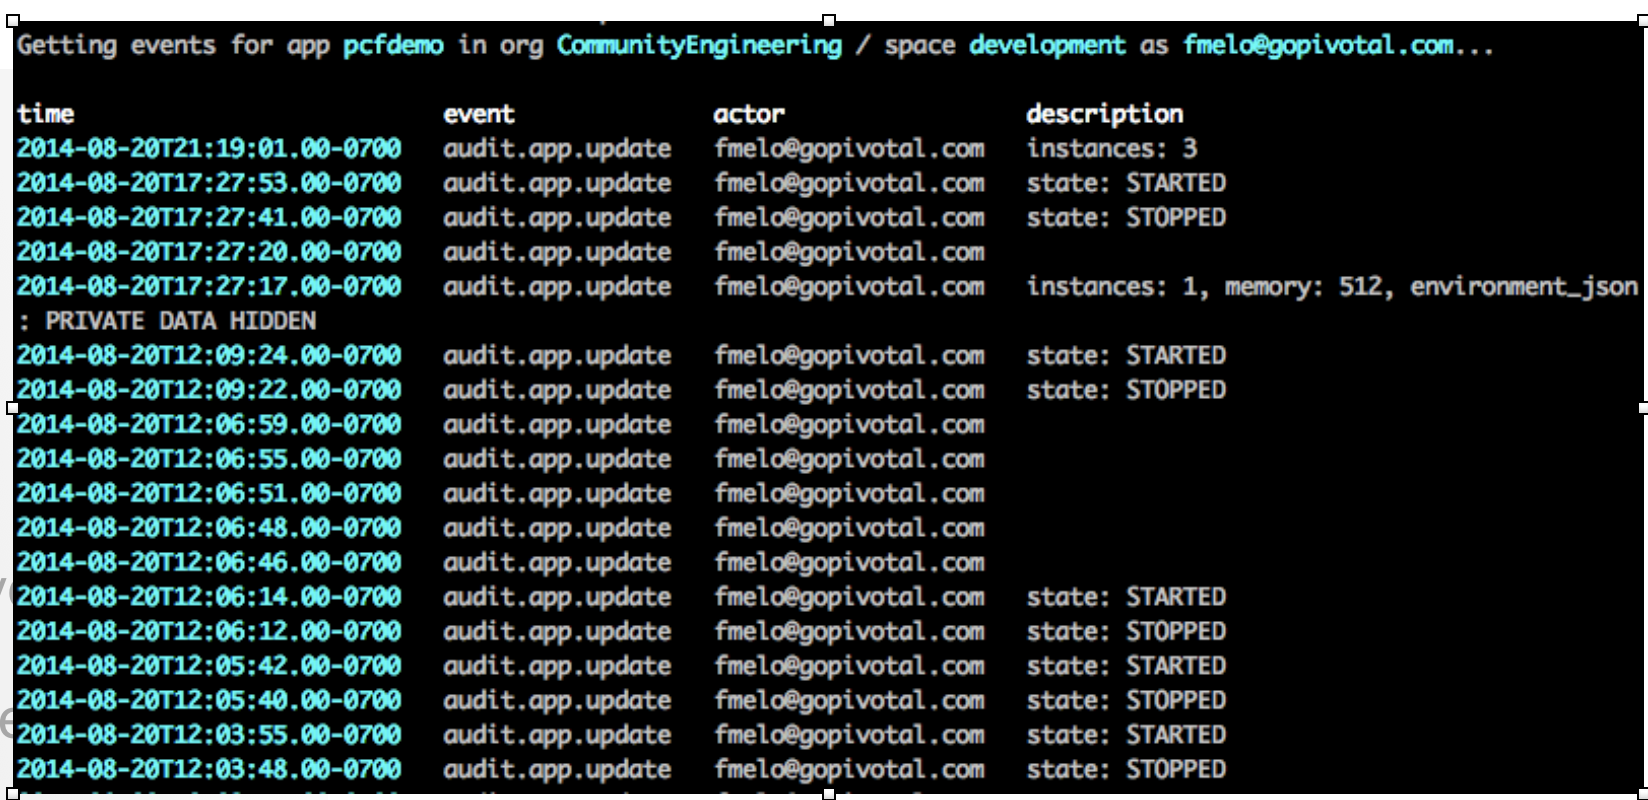 Getting events for app pcfdemo in org CommunityEngineering / space development as fmelo@gopivotal.com...
time event actor description
2014-08-20T21:19:01.00-0700 audit.app.update fmelo@gopivotal.com instances: 3
2014-08-20T17:27:53.00-0700 audit.app.update fmelo@gopivotal.com state: STARTED
2014-08-20T17:27:41.00-0700 audit.app.update fmelo@gopivotal.com state: STOPPED
2014-08-20T17:27:20.00-0700 audit.app.update fmelo@gopivotal.com
2014-08-20T17:27:17.00-0700 audit.app.update fmelo@gopivotal.com instances: 1, memory: 512, environment_json
: PRIVATE DATA HIDDEN
2014-08-20T12:09:24.00-0700 audit.app.update fmelo@gopivotal.com state: STARTED
2014-08-20T12:09:22.00-0700 audit.app.update fmelo@gopivotal.com state: STOPPED
2014-08-20T12:06:59.00-0700 audit.app.update fmelo@gopivotal.com
2014-08-20T12:06:55.00-0700 audit.app.update fmelo@gopivotal.com
2014-08-20T12:06:51.00-0700 audit.app.update fmelo@gopivotal.com
2014-08-20T12:06:48.00-0700 audit.app.update fmelo@gopivotal.com
2014-08-20T12:06:46.00-0700 audit.app.update fmelo@gopivotal.com
2014-08-20T12:06:14.00-0700 audit.app.update fmelo@gopivotal.com state: STARTED
2014-08-20T12:06:12.00-0700 audit.app.update fmelo@gopivotal.com state: STOPPED
2014-08-20T12:05:42.00-0700 audit.app.update fmelo@gopivotal.com state: STARTED
2014-08-20T12:05:40.00-0700 audit.app.update fmelo@gopivotal.com state: STOPPED
2014-08-20T12:03:55.00-0700 audit.app.update fmelo@gopivotal.com state: STARTED
2014-08-20T12:03:48.00-0700 audit.app.update fmelo@gopivotal.com state: STOPPED